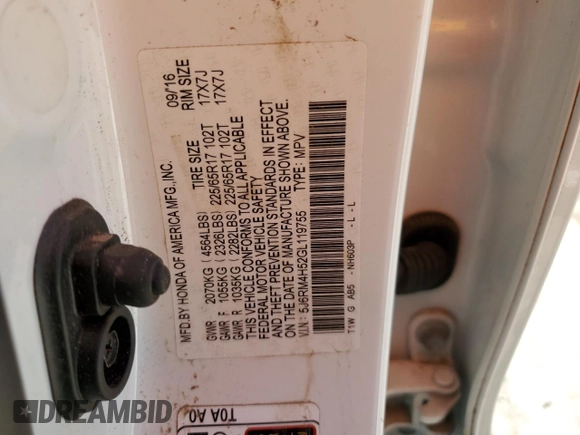 MFD.BY HONDA OF AMERICA MFG.,INC. 09/16
TIRE SIZE RIM SIZE
GVWR 2070KG (4564LBS)
GAWR F 1055KG (2326LBS) 225/65R17 102T 17X7J
GAWR R 1035KG (2282LBS) 225/65R17 102T 17X7J
THIS VEHICLE CONFORMS TO ALL APPLICABLE
FEDERAL MOTOR VEHICLE SAFETY
AND THEFT PREVENTION STANDARDS IN EFFECT
ON THE DATE OF MANUFACTURE SHOWN ABOVE.
V.I.N.: 5J6RM4H52GL119755 TYPE: MPV
T1W G AB5 - NH603P - L - L
T0A A0
DREAMBID